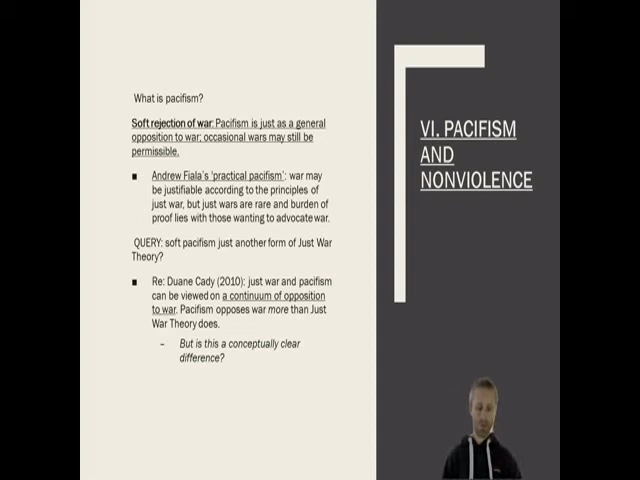 What is pacifism?
Soft rejection of war: Pacifism is just as a general
opposition to war; occasional wars may still be
permissible.
■ Andrew Fiala's 'practical pacifism': war may
be justifiable according to the principles of
just war, but just wars are rare and burden of
proof lies with those wanting to advocate war.
QUERY: soft pacifism just another form of Just War
Theory?
■ Re: Duane Cady (2010): just war and pacifism
can be viewed on a continuum of opposition
to war. Pacifism opposes war more than Just
War Theory does.
– But is this a conceptually clear
difference?
VI. PACIFISM
AND
NONVIOLENCE